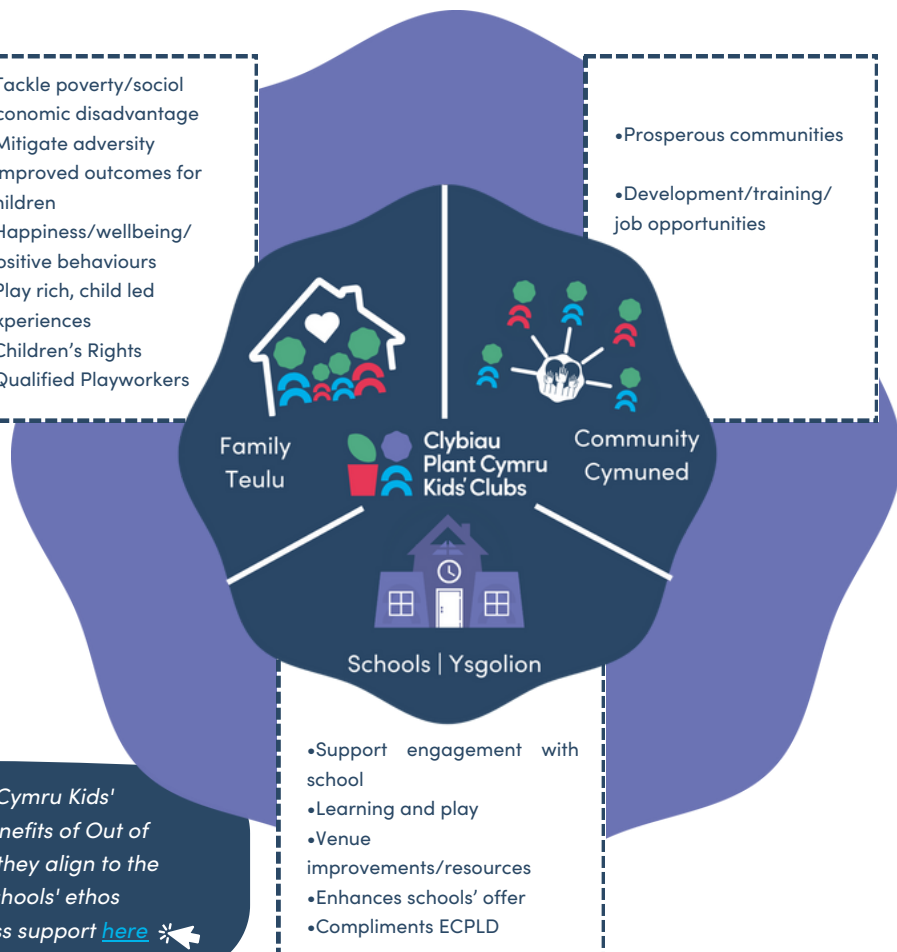 Tackle poverty/sociol
conomic disadvantage
Mitigate adversity
mproved outcomes for
hildren
Happiness/wellbeing/
ositive behaviours
Play rich, child led
xperiences
Children's Rights
Qualified Playworkers
•Prosperous communities
•Development/training/
job opportunities
Family
Teulu
Clybiau
Plant Cymru
Kids' Clubs
Community
Cymuned
Schools | Ysgolion
•Support engagement with
school
•Learning and play
•Venue
improvements/resources
•Enhances schools' offer
•Compliments ECPLD
Cymru Kids'
nefits of Out of
they align to the
hools' ethos
ss support here